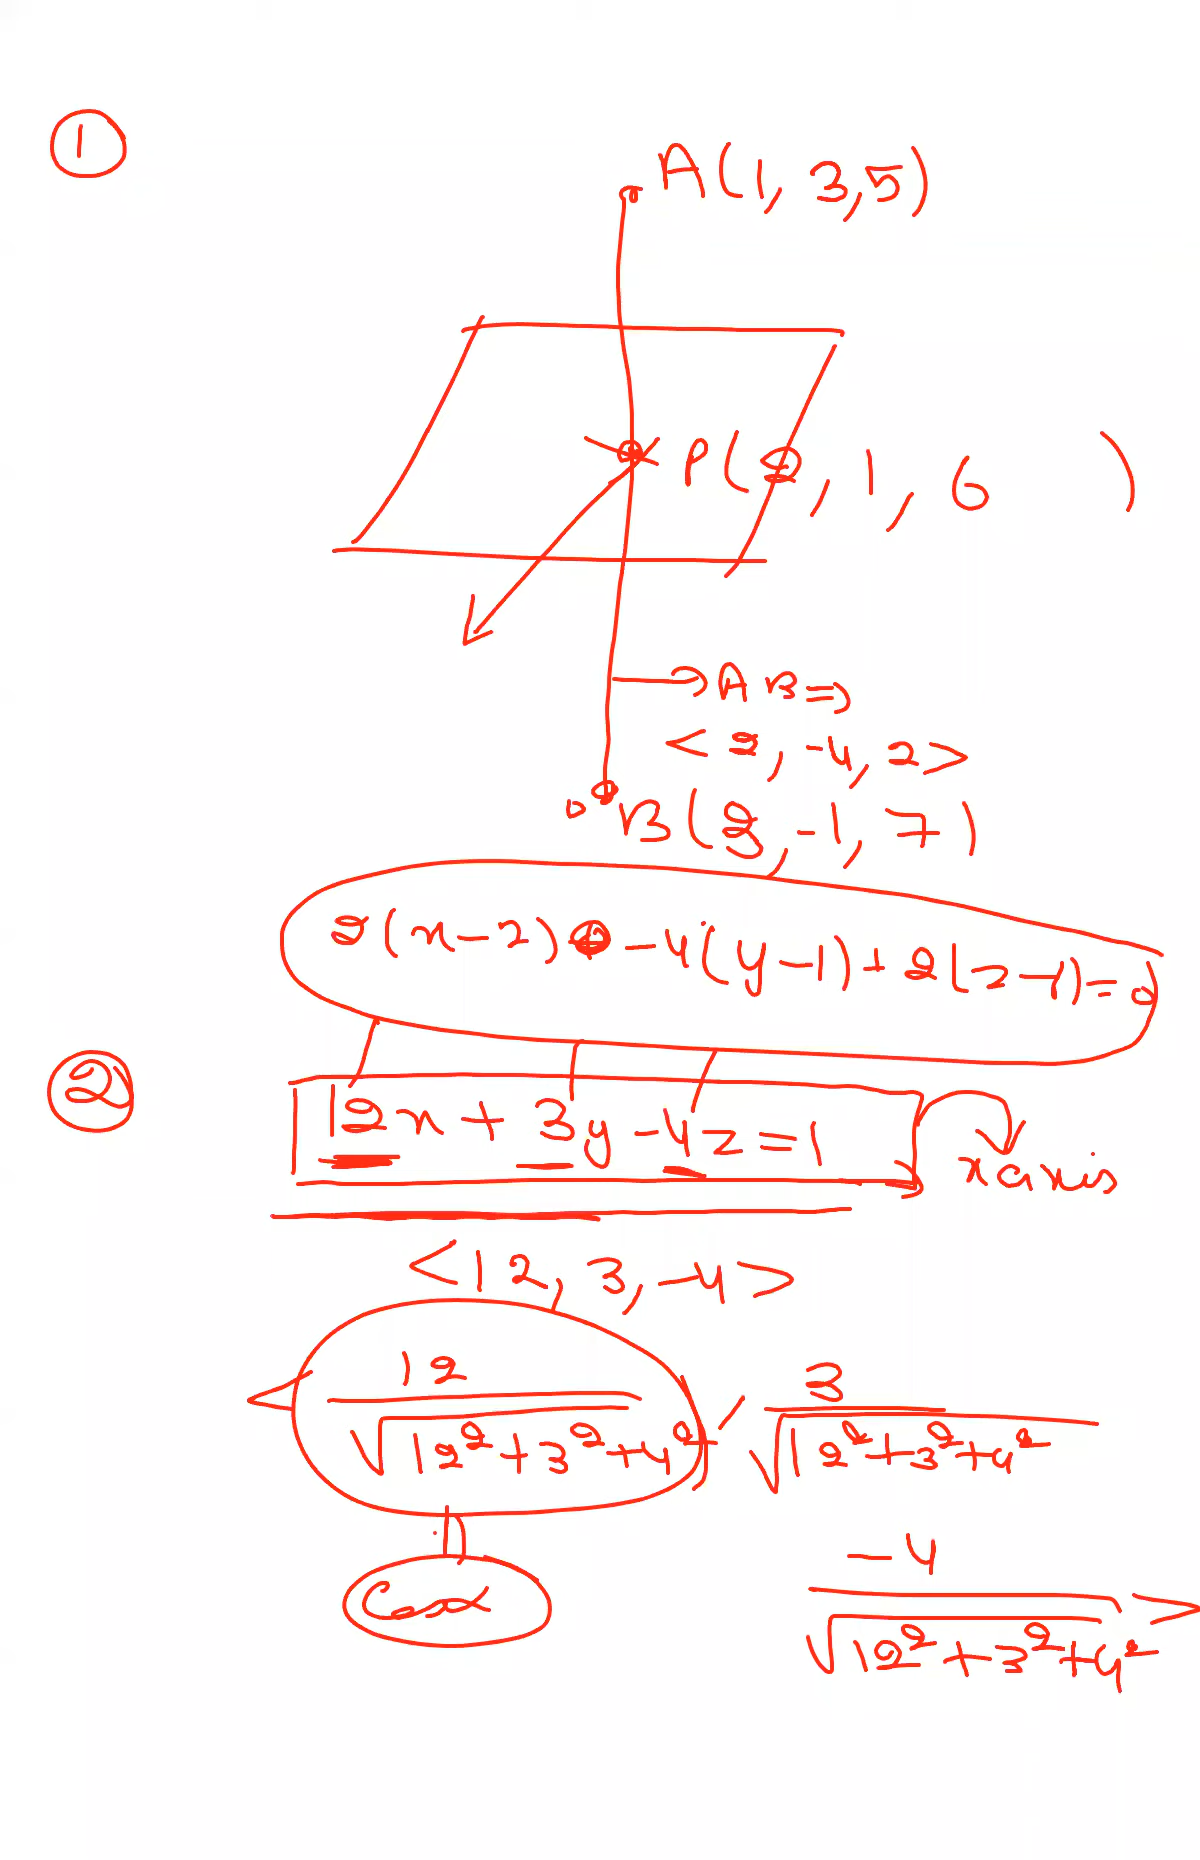 1
A(1, 3, 5)
P(2, 1, 6 )
AB ⇒
<2, -4, 2>
B(3, -1, 7)
2(x-2) -4(y-1)+2(z-1)=0
2
12x + 3y - 4z = 1
x axis
<12, 3, -4>
< 12/√(12²+3²+4²) , 3/√(12²+3²+4²)
-4/√(12²+3²+4²) >
Cosα